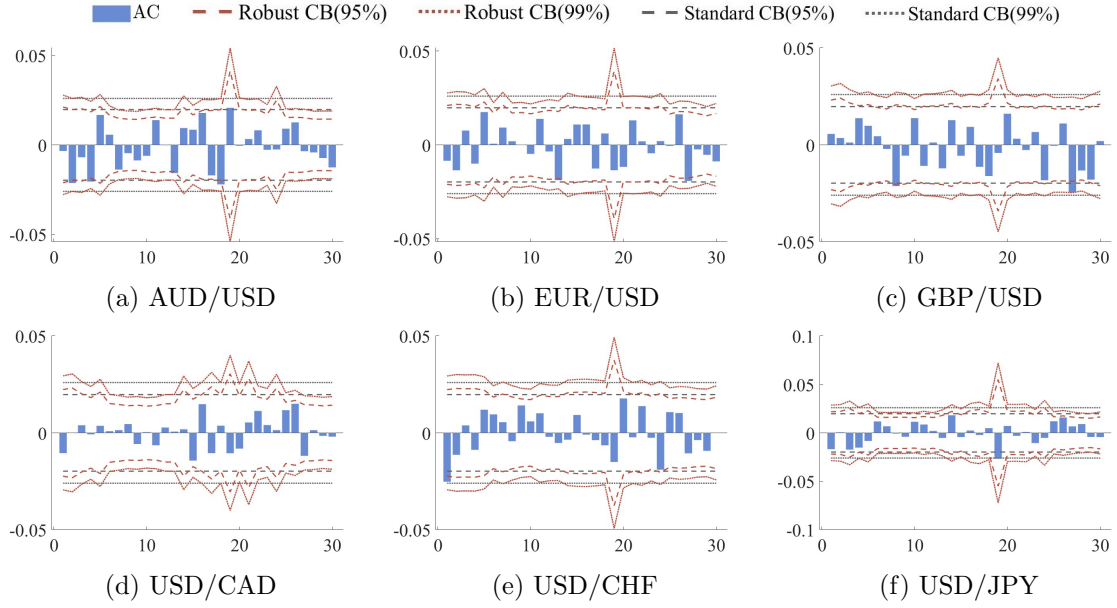 AC Robust CB(95%) Robust CB(99%) Standard CB(95%) Standard CB(99%)
0.05
0
-0.05
0 10 20 30
(a) AUD/USD
0.05
0
-0.05
0 10 20 30
(b) EUR/USD
0.05
0
-0.05
0 10 20 30
(c) GBP/USD
0.05
0
-0.05
0 10 20 30
(d) USD/CAD
0.05
0
-0.05
0 10 20 30
(e) USD/CHF
0.1
0.05
0
-0.05
-0.1
0 10 20 30
(f) USD/JPY